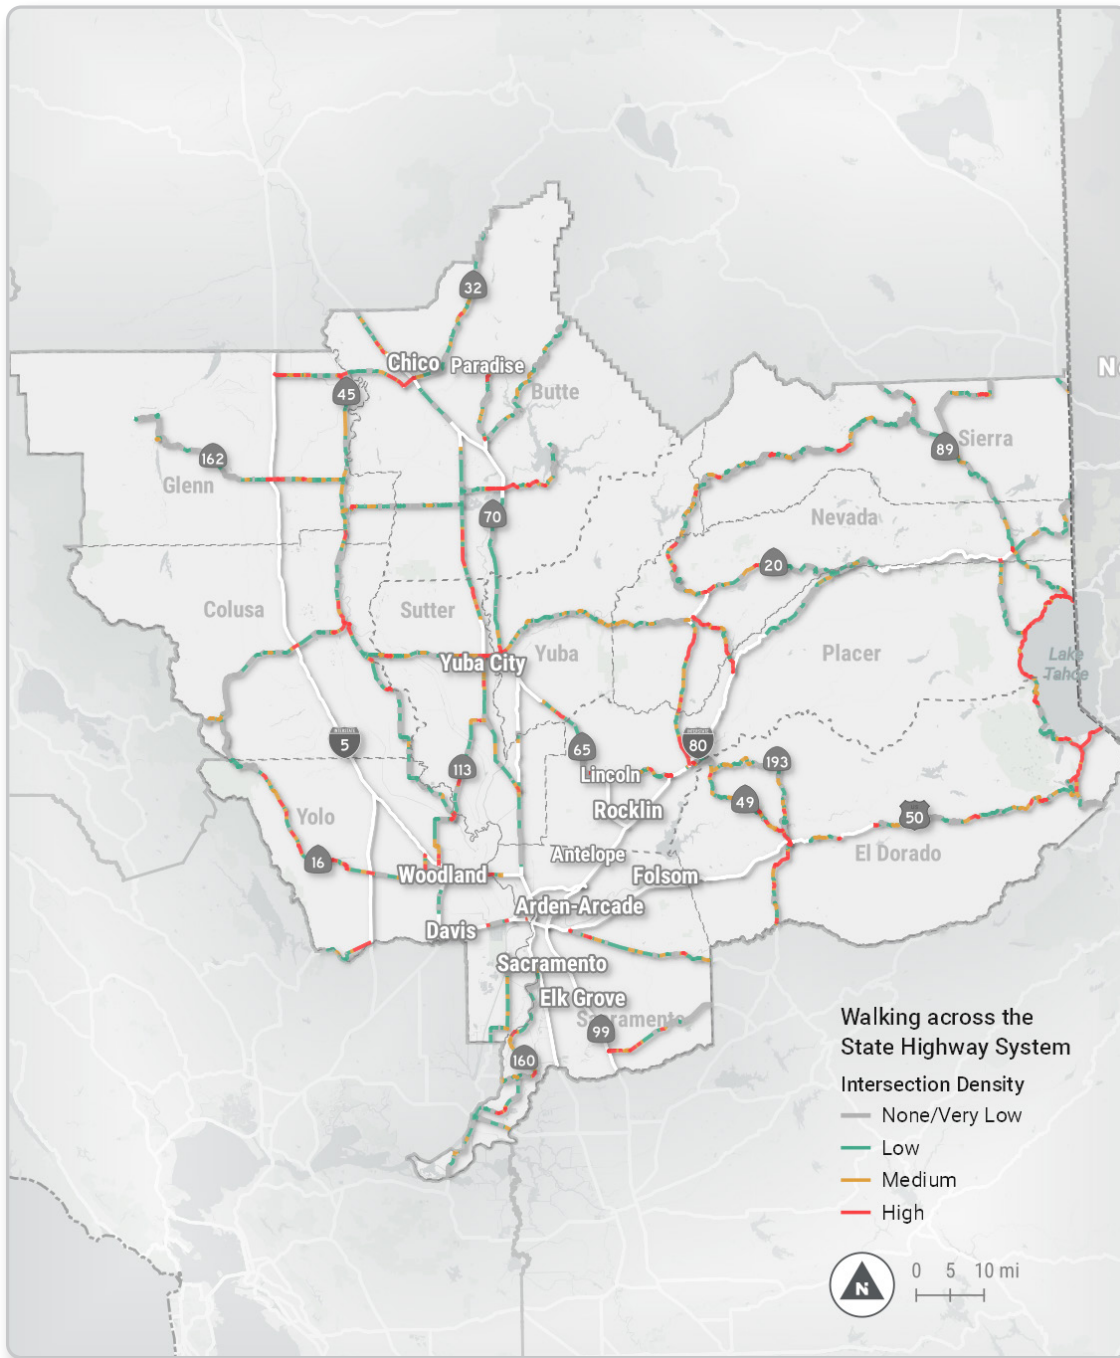 32
Chico
Paradise
No
45
Butte
162
Glenn
89
Sierra
70
Nevada
20
Colusa
Sutter
Yuba City
Yuba
Placer
Lake
Tahoe
5
80
65
193
113
Lincoln
49
Rocklin
50
Yolo
16
Antelope
El Dorado
Woodland
Folsom
Arden-Arcade
Davis
Sacramento
Elk Grove
Sacramento
99
160
Walking across the
State Highway System
Intersection Density
None/Very Low
Low
Medium
High
N
0 5 10 mi